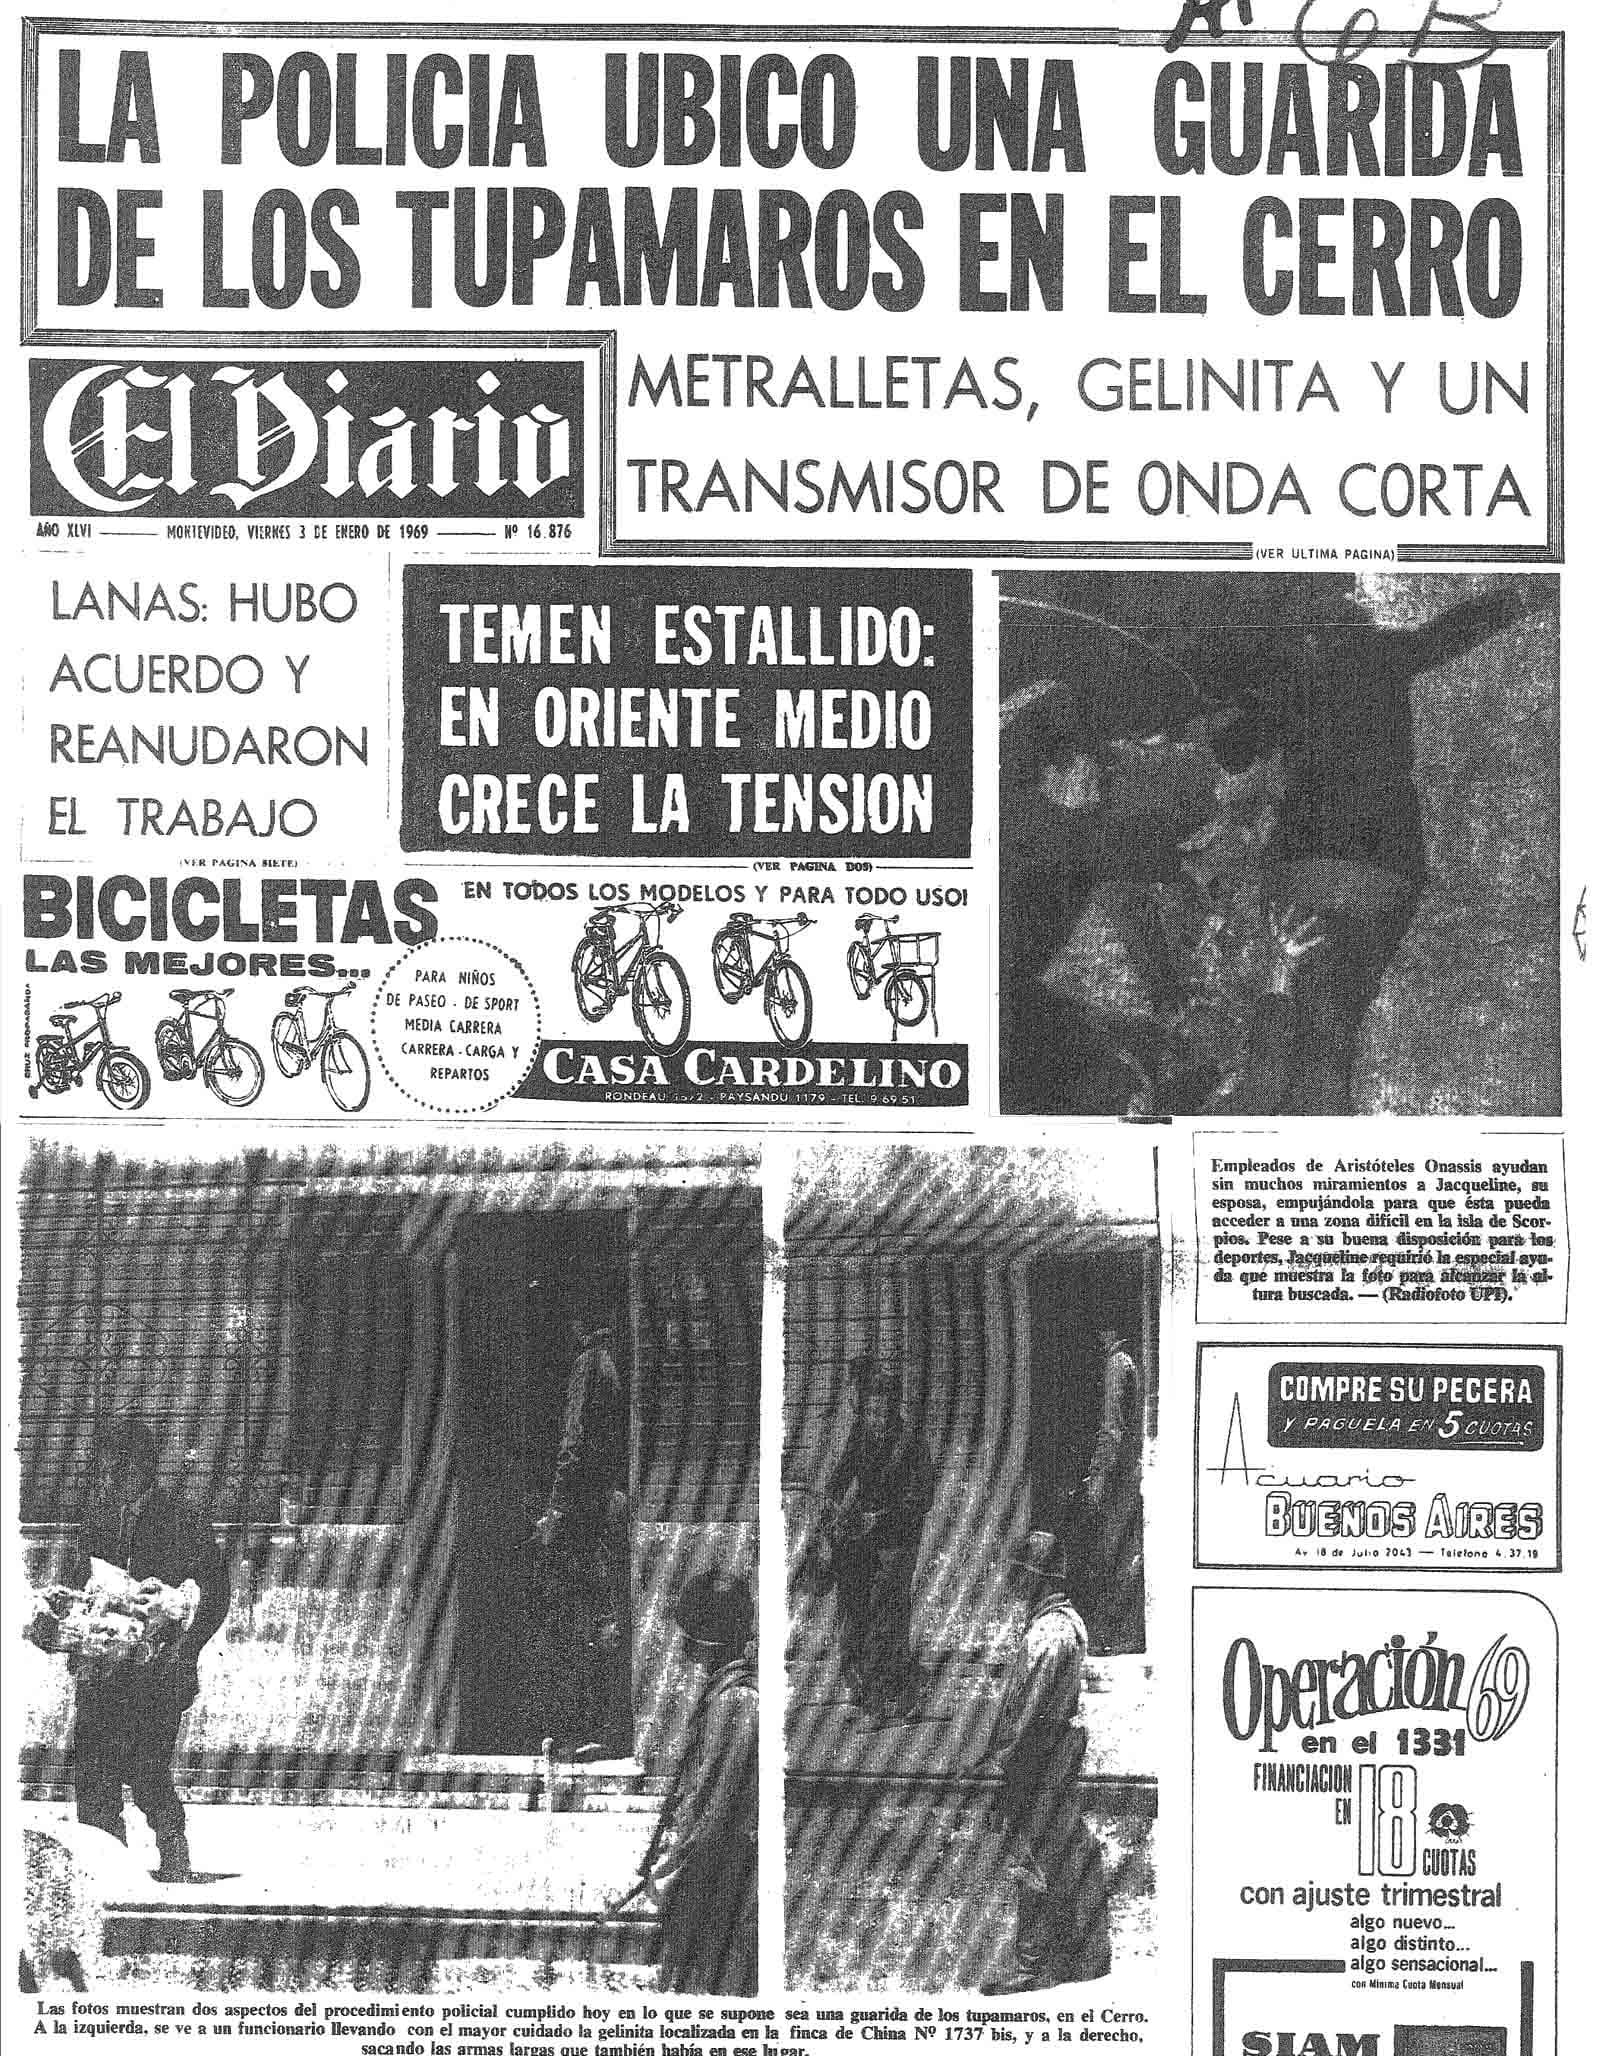 6B
LA POLICIA UBICO UNA GUARIDA
DE LOS TUPAMAROS EN EL CERRO
METRALLETAS, GELINITA Y UN
TRANSMISOR DE ONDA CORTA
(VER ULTIMA PAGINA)
El Diario
AÑO XLVI — MONTEVIDEO, VIERNES 3 DE ENERO DE 1969 — Nº 16.876
LANAS: HUBO
ACUERDO Y
REANUDARON
EL TRABAJO
(VER PAGINA SIETE)
TEMEN ESTALLIDO:
EN ORIENTE MEDIO
CRECE LA TENSION
(VER PAGINA DOS)
BICICLETAS
LAS MEJORES...
EN TODOS LOS MODELOS Y PARA TODO USO!
PARA NIÑOS
DE PASEO - DE SPORT
MEDIA CARRERA
CARRERA - CARGA Y
REPARTOS
CASA CARDELINO
RONDEAU - PAYSANDU 1179 - TEL. 9 69 51
Empleados de Aristóteles Onassis ayudan
sin muchos miramientos a Jacqueline, su
esposa, empujándola para que ésta pueda
acceder a una zona difícil en la isla de Scor-
pios. Pese a su buena disposición para los
deportes, Jacqueline requirió la especial ayu-
da que muestra la foto para alcanzar la al-
tura buscada. — (Radiofoto UPI).
COMPRE SU PECERA
Y PAGUELA EN 5 CUOTAS
Acuario
BUENOS AIRES
Av. 18 de Julio 2043 — Telefono 4.37.19
Operación 69
en el 1331
FINANCIACION
EN 18
CUOTAS
con ajuste trimestral
algo nuevo...
algo distinto...
algo sensacional...
con Mínima Cuota Mensual
SIAM
Las fotos muestran dos aspectos del procedimiento policial cumplido hoy en lo que se supone sea una guarida de los tupamaros, en el Cerro.
A la izquierda, se ve a un funcionario llevando con el mayor cuidado la gelinita localizada en la finca de China Nº 1737 bis, y a la derecho,
sacando las armas largas que también había en ese lugar.